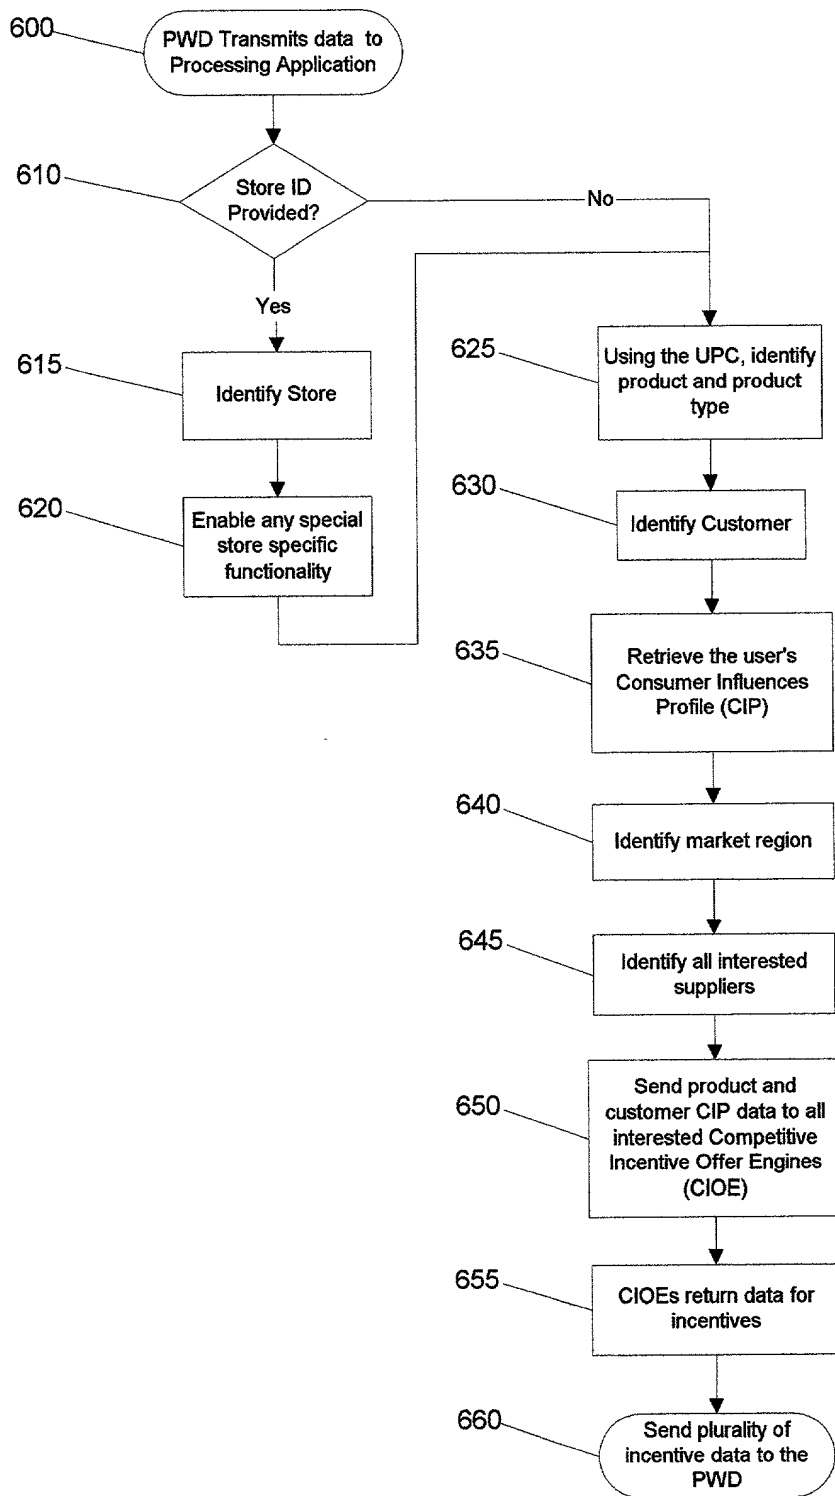 600
PWD Transmits data to
Processing Application
610
Store ID
Provided?
No
Yes
615
Identify Store
620
Enable any special
store specific
functionality
625
Using the UPC, identify
product and product
type
630
Identify Customer
635
Retrieve the user's
Consumer Influences
Profile (CIP)
640
Identify market region
645
Identify all interested
suppliers
650
Send product and
customer CIP data to all
interested Competitive
Incentive Offer Engines
(CIOE)
655
CIOEs return data for
incentives
660
Send plurality of
incentive data to the
PWD